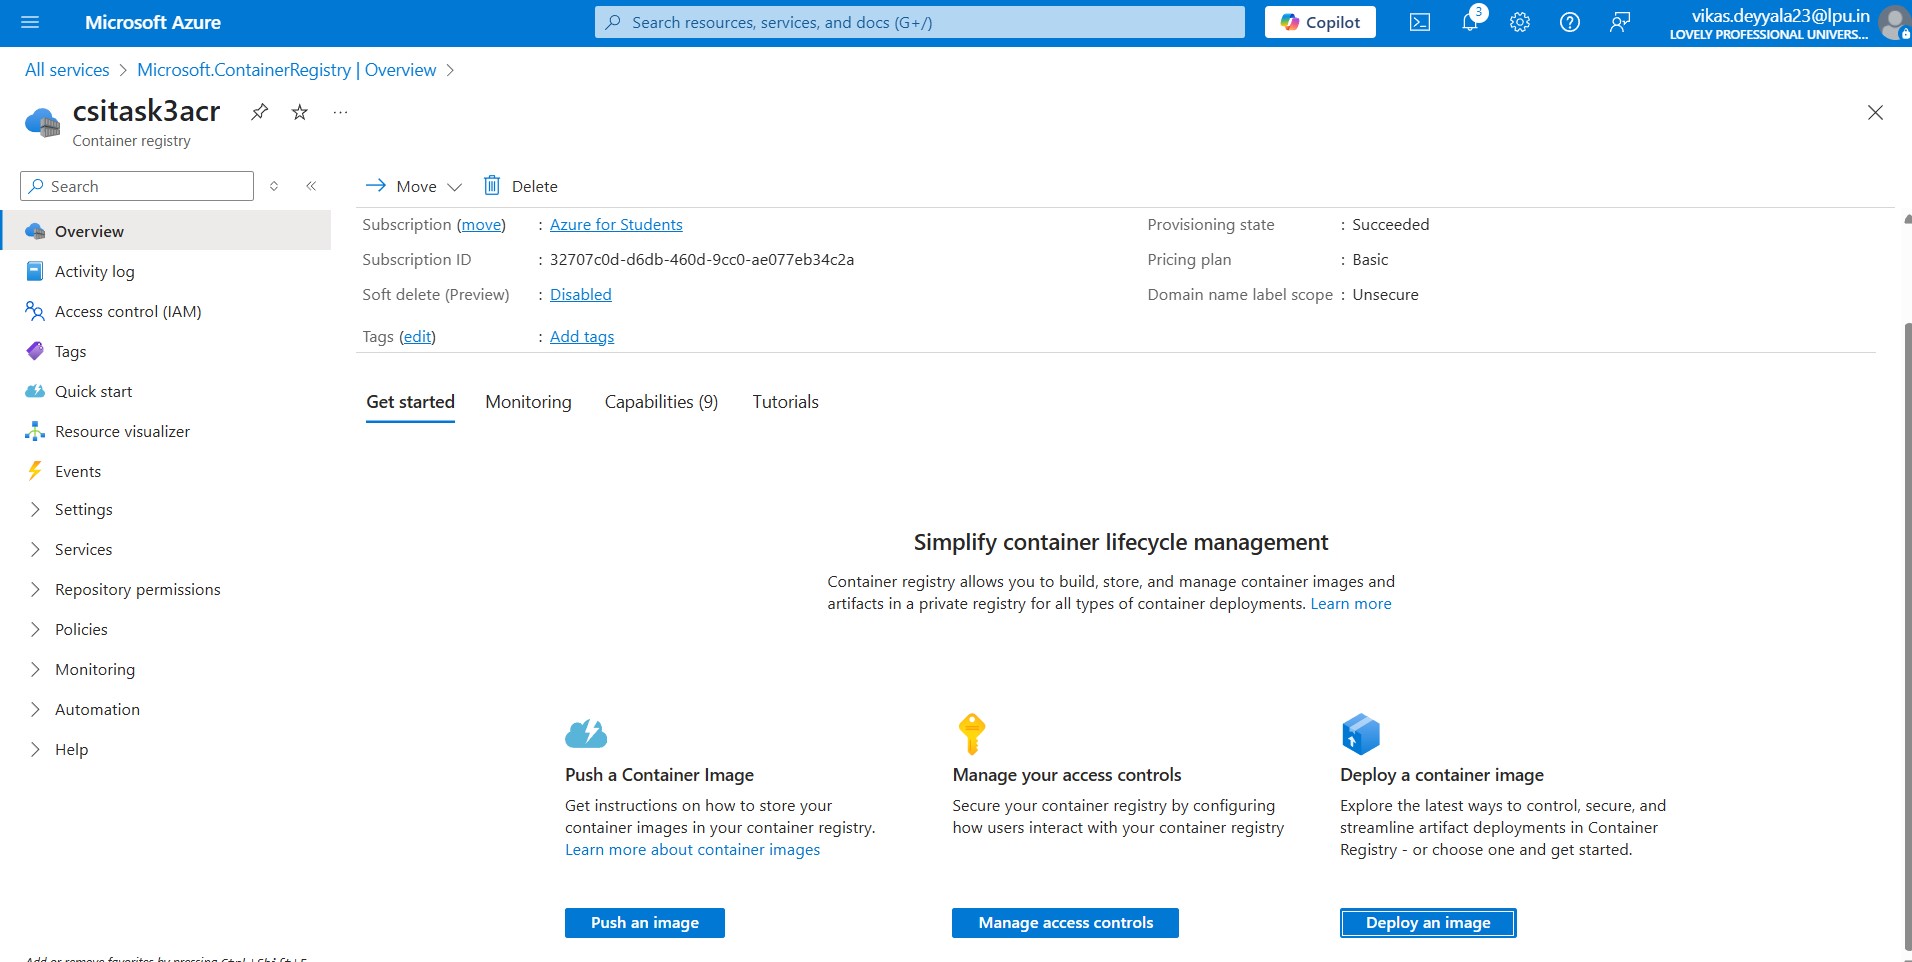 Microsoft Azure
Search resources, services, and docs (G+/)
Copilot
3
vikas.deyyala23@lpu.in
LOVELY PROFESSIONAL UNIVERS...
All services > Microsoft.ContainerRegistry | Overview >
csitask3acr
...
Container registry
Search
Move
Delete
Overview
Activity log
Access control (IAM)
Tags
Quick start
Resource visualizer
Events
Settings
Services
Repository permissions
Policies
Monitoring
Automation
Help
Subscription (move) : Azure for Students
Subscription ID : 32707c0d-d6db-460d-9cc0-ae077eb34c2a
Soft delete (Preview) : Disabled
Tags (edit) : Add tags
Provisioning state : Succeeded
Pricing plan : Basic
Domain name label scope : Unsecure
Get started Monitoring Capabilities (9) Tutorials
Simplify container lifecycle management
Container registry allows you to build, store, and manage container images and
artifacts in a private registry for all types of container deployments. Learn more
Push a Container Image
Get instructions on how to store your
container images in your container registry.
Learn more about container images
Push an image
Manage your access controls
Secure your container registry by configuring
how users interact with your container registry
Manage access controls
Deploy a container image
Explore the latest ways to control, secure, and
streamline artifact deployments in Container
Registry - or choose one and get started.
Deploy an image
Add or remove favorites by pressing Ctrl+Shift+F